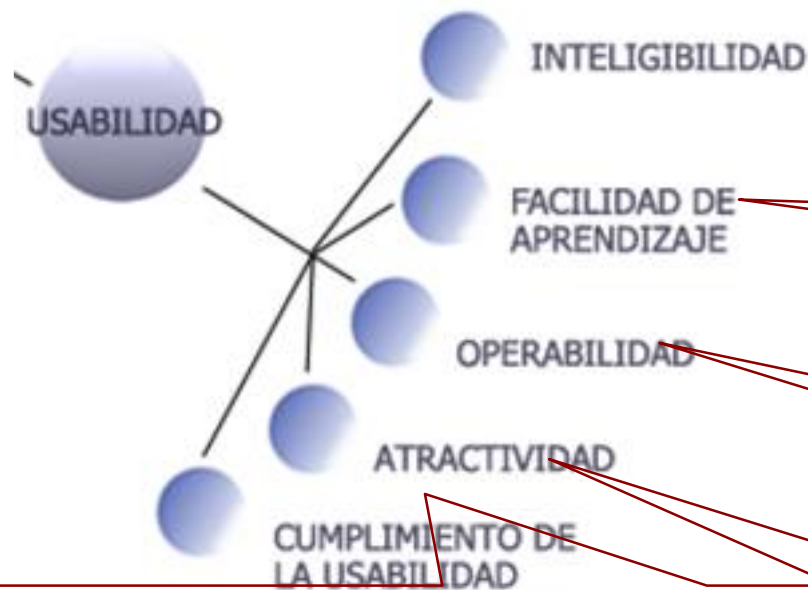 INTELIGIBILIDAD
USABILIDAD
FACILIDAD DE
APRENDIZAJE
OPERABILIDAD
ATRACTIVIDAD
CUMPLIMIENTO DE
LA USABILIDAD